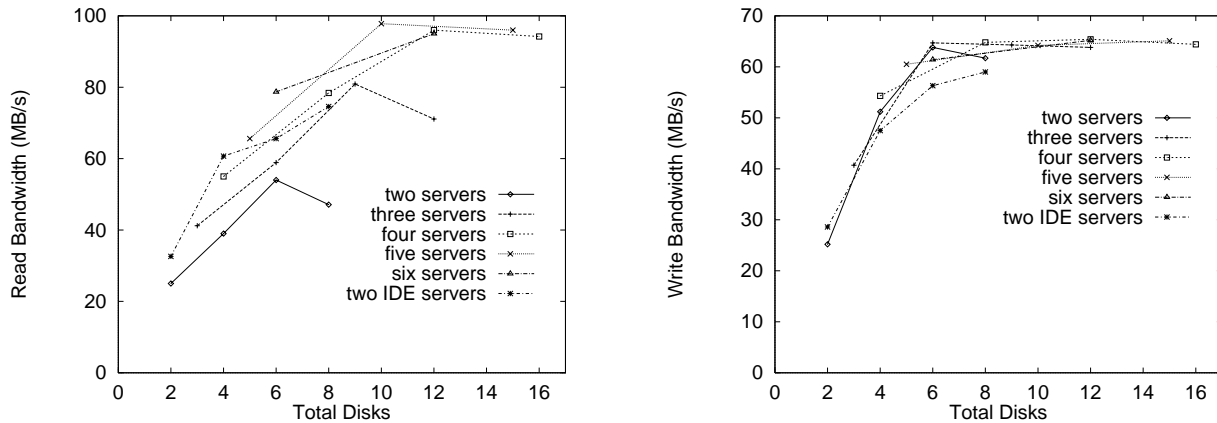 Read Bandwidth (MB/s)
100
80
60
40
20
0
two servers
three servers
four servers
five servers
six servers
two IDE servers
0 2 4 6 8 10 12 14 16
Total Disks
Write Bandwidth (MB/s)
70
60
50
40
30
20
10
0
two servers
three servers
four servers
five servers
six servers
two IDE servers
0 2 4 6 8 10 12 14 16
Total Disks